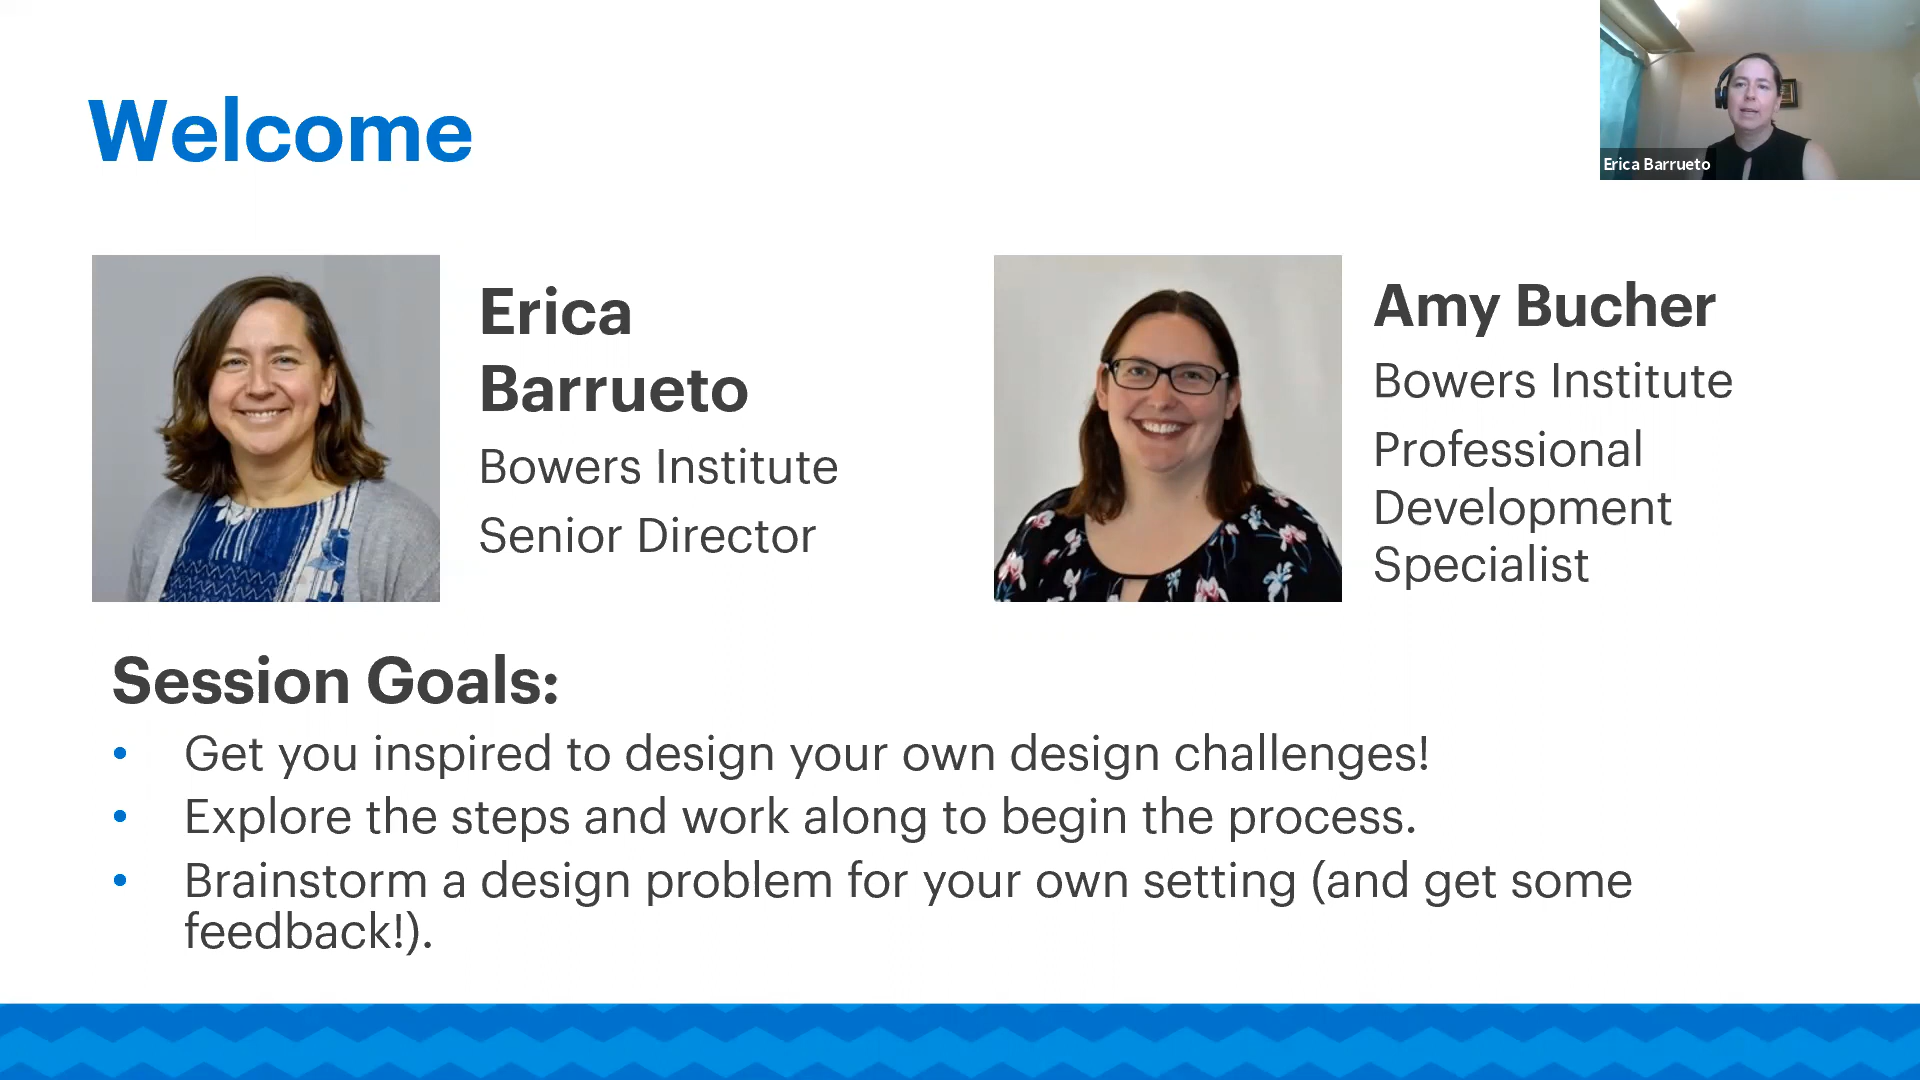 Welcome
Erica Barrueto
Erica
Barrueto
Bowers Institute
Senior Director
Amy Bucher
Bowers Institute
Professional
Development
Specialist
Session Goals:
• Get you inspired to design your own design challenges!
• Explore the steps and work along to begin the process.
• Brainstorm a design problem for your own setting (and get some
feedback!).